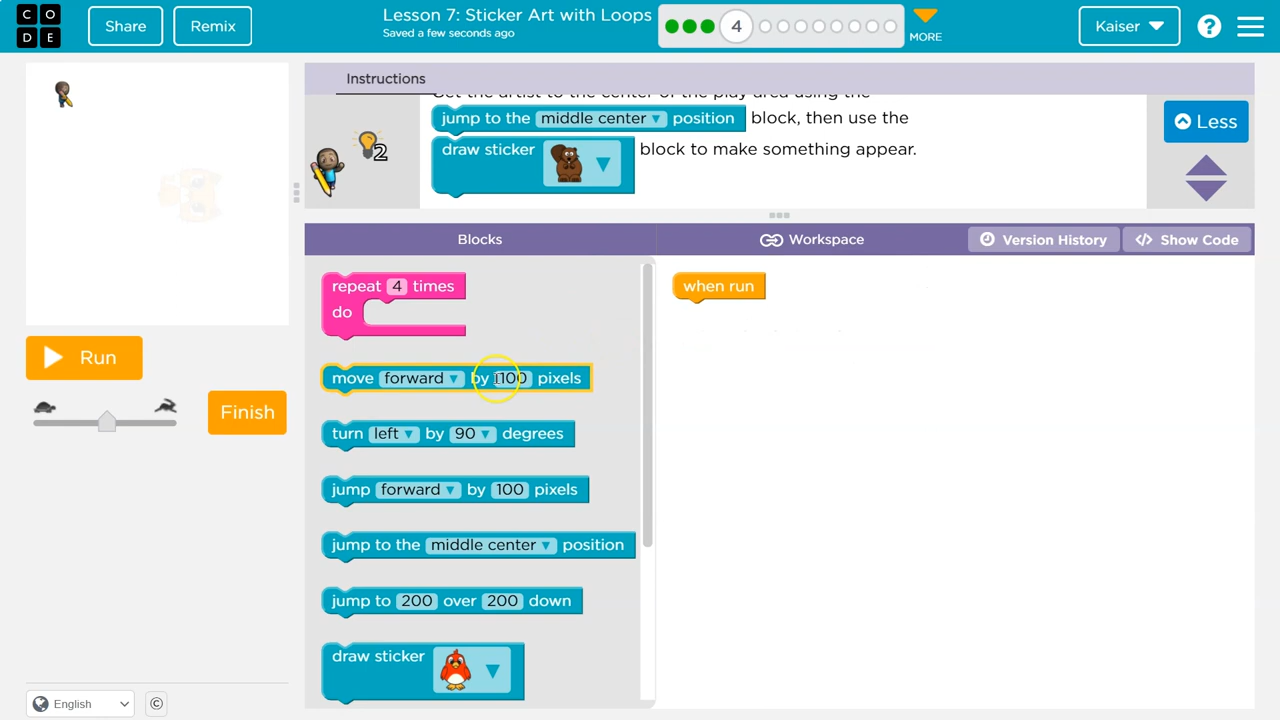 CO
DE
Share
Remix
Lesson 7: Sticker Art with Loops
Saved a few seconds ago
4
MORE
Kaiser
?
Instructions
2
jump to the middle center position block, then use the
draw sticker block to make something appear.
Less
Blocks
Workspace
Version History
Show Code
repeat 4 times
do
move forward by 100 pixels
turn left by 90 degrees
jump forward by 100 pixels
jump to the middle center position
jump to 200 over 200 down
draw sticker
when run
Run
Finish
English
©